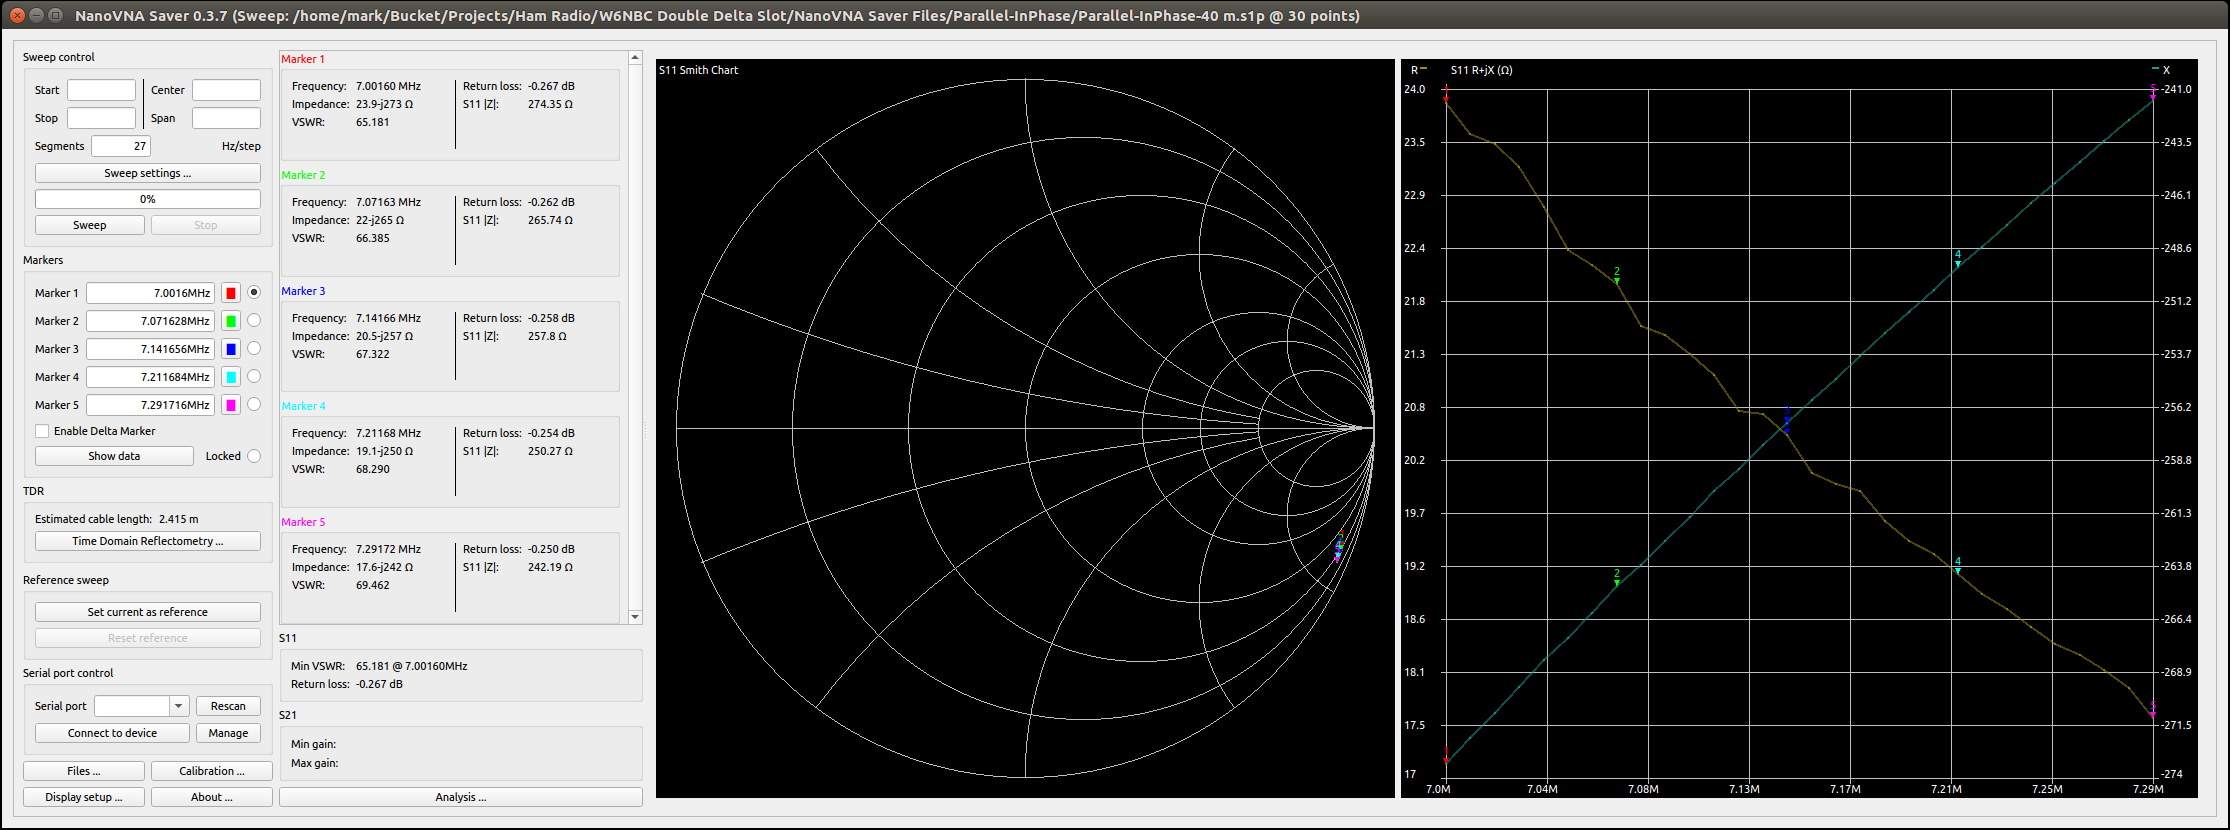 NanoVNA Saver 0.3.7 (Sweep: /home/mark/Bucket/Projects/Ham Radio/W6NBC Double Delta Slot/NanoVNA Saver Files/Parallel-InPhase/Parallel-InPhase-40 m.s1p @ 30 points)
Sweep control
Start
Center
Stop
Span
Segments 27 Hz/step
Sweep settings ...
0%
Sweep
Stop
Markers
Marker 1 7.0016MHz
Marker 2 7.071628MHz
Marker 3 7.141656MHz
Marker 4 7.211684MHz
Marker 5 7.291716MHz
Enable Delta Marker
Show data
Locked
TDR
Estimated cable length: 2.415 m
Time Domain Reflectometry ...
Reference sweep
Set current as reference
Reset reference
Serial port control
Serial port
Rescan
Connect to device
Manage
Files ...
Calibration ...
Display setup ...
About ...
Marker 1
Frequency: 7.00160 MHz
Impedance: 23.9-j273 Ω
VSWR: 65.181
Return loss: -0.267 dB
S11 |Z|: 274.35 Ω
Marker 2
Frequency: 7.07163 MHz
Impedance: 22-j265 Ω
VSWR: 66.385
Return loss: -0.262 dB
S11 |Z|: 265.74 Ω
Marker 3
Frequency: 7.14166 MHz
Impedance: 20.5-j257 Ω
VSWR: 67.322
Return loss: -0.258 dB
S11 |Z|: 257.8 Ω
Marker 4
Frequency: 7.21168 MHz
Impedance: 19.1-j250 Ω
VSWR: 68.290
Return loss: -0.254 dB
S11 |Z|: 250.27 Ω
Marker 5
Frequency: 7.29172 MHz
Impedance: 17.6-j242 Ω
VSWR: 69.462
Return loss: -0.250 dB
S11 |Z|: 242.19 Ω
S11
Min VSWR: 65.181 @ 7.00160MHz
Return loss: -0.267 dB
S21
Min gain:
Max gain:
Analysis ...
S11 Smith Chart
4
R
S11 R+jX (Ω)
X
24.0
23.5
22.9
22.4
21.8
21.3
20.8
20.2
19.7
19.2
18.6
18.1
17.5
17
1
2
3
4
5
1
2
4
5
-241.0
-243.5
-246.1
-248.6
-251.2
-253.7
-256.2
-258.8
-261.3
-263.8
-266.4
-268.9
-271.5
-274
7.0M
7.04M
7.08M
7.13M
7.17M
7.21M
7.25M
7.29M